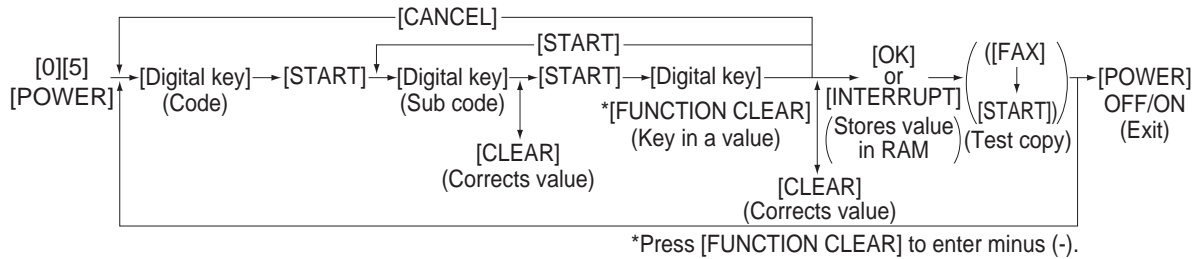 [CANCEL]
[START]
[0][5]
[POWER]
[Digital key]
(Code)
[START]
[Digital key]
(Sub code)
[CLEAR]
(Corrects value)
[START]
[Digital key]
*[FUNCTION CLEAR]
(Key in a value)
[CLEAR]
(Corrects value)
[OK]
or
[INTERRUPT]
(Stores value
in RAM)
([FAX]
[START])
(Test copy)
[POWER]
OFF/ON
(Exit)
*Press [FUNCTION CLEAR] to enter minus (-).